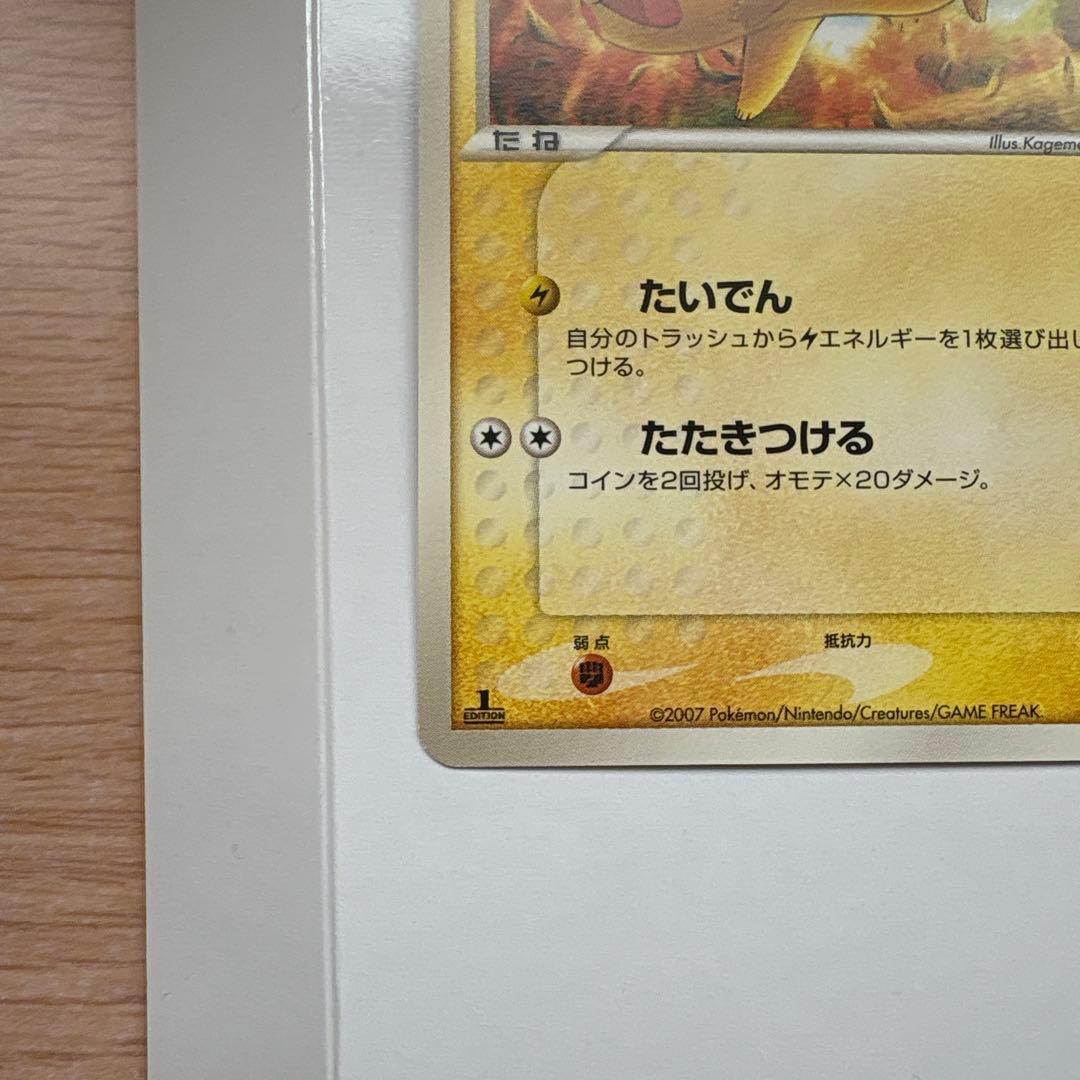 たね
Illus.Kageme
たいでん
自分のトラッシュから⚡エネルギーを1枚選び出し
つける。
たたきつける
コインを2回投げ、オモテ×20ダメージ。
弱点 抵抗力
1
EDITION
©2007 Pokémon/Nintendo/Creatures/GAME FREAK.